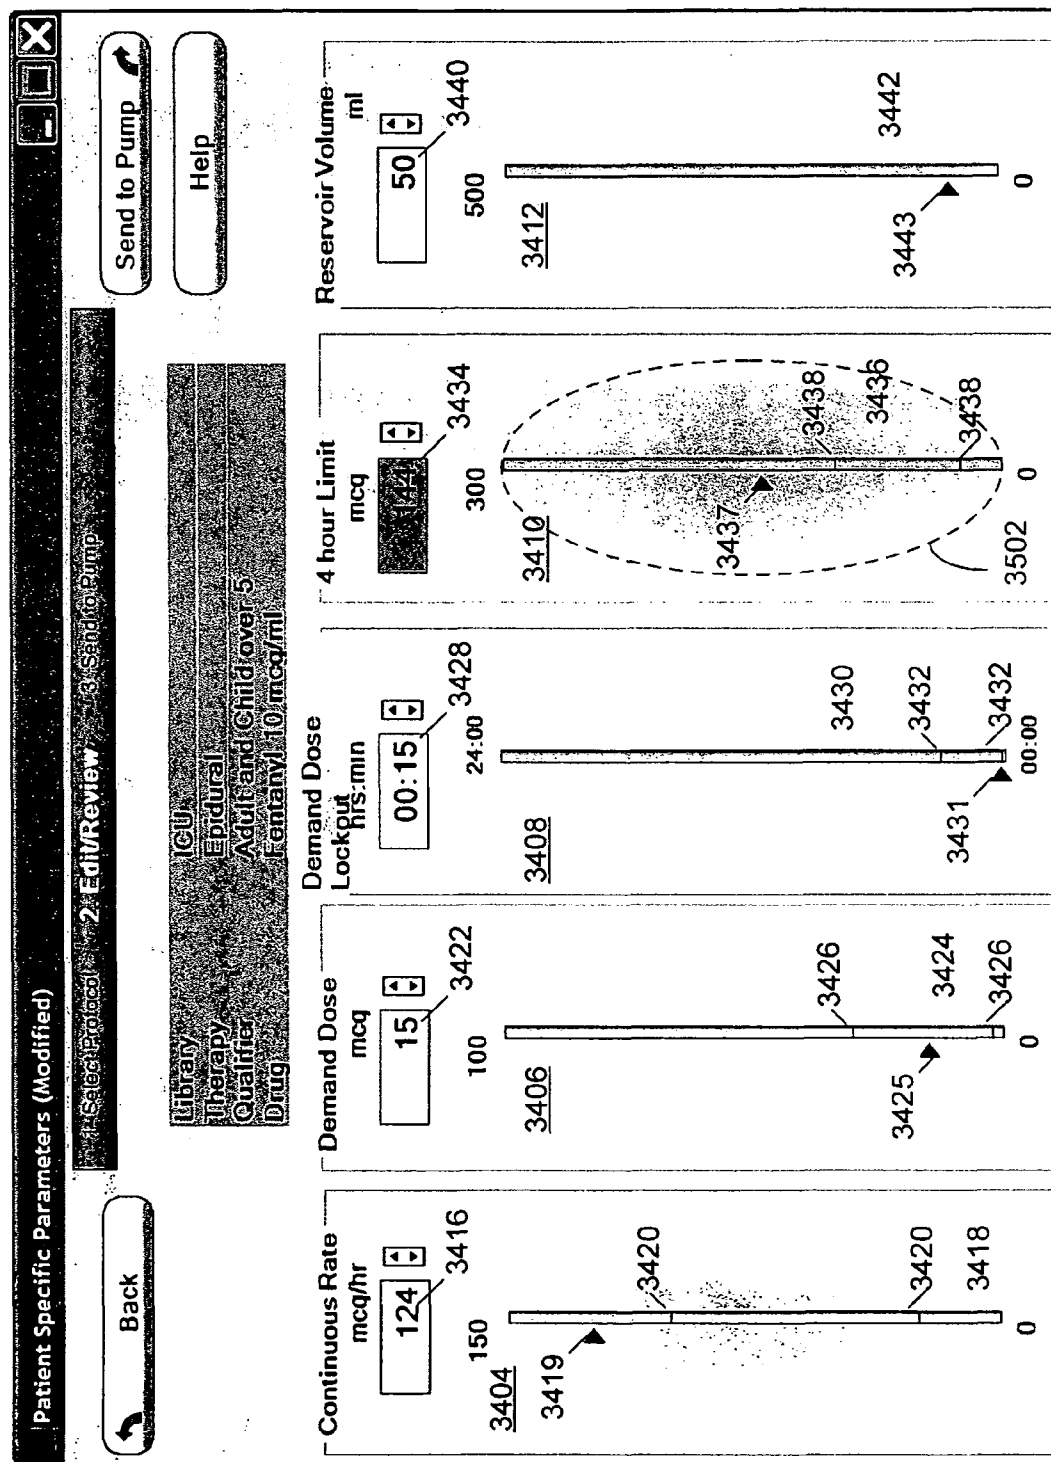 Patient Specific Parameters (Modified)
Back
1. Select Protocol 2. Edit/Review 3. Send to Pump
Send to Pump
Help
Library ICU
Therapy Epidural
Qualifier Adult and Child over 5
Drug Fentanyl 10 mcq/ml
Continuous Rate
mcq/hr
124
3416
150
3404
3419
3420
3420
3418
0
Demand Dose
mcq
15
3422
100
3406
3426
3425
3424
3426
0
Demand Dose
Lockout
hrs:min
00:15
3428
24:00
3408
3430
3432
3431
3432
00:00
4 hour Limit
mcq
144
3434
300
3410
3437
3438
3436
3438
3502
0
Reservoir Volume
ml
50
3440
500
3412
3442
3443
0